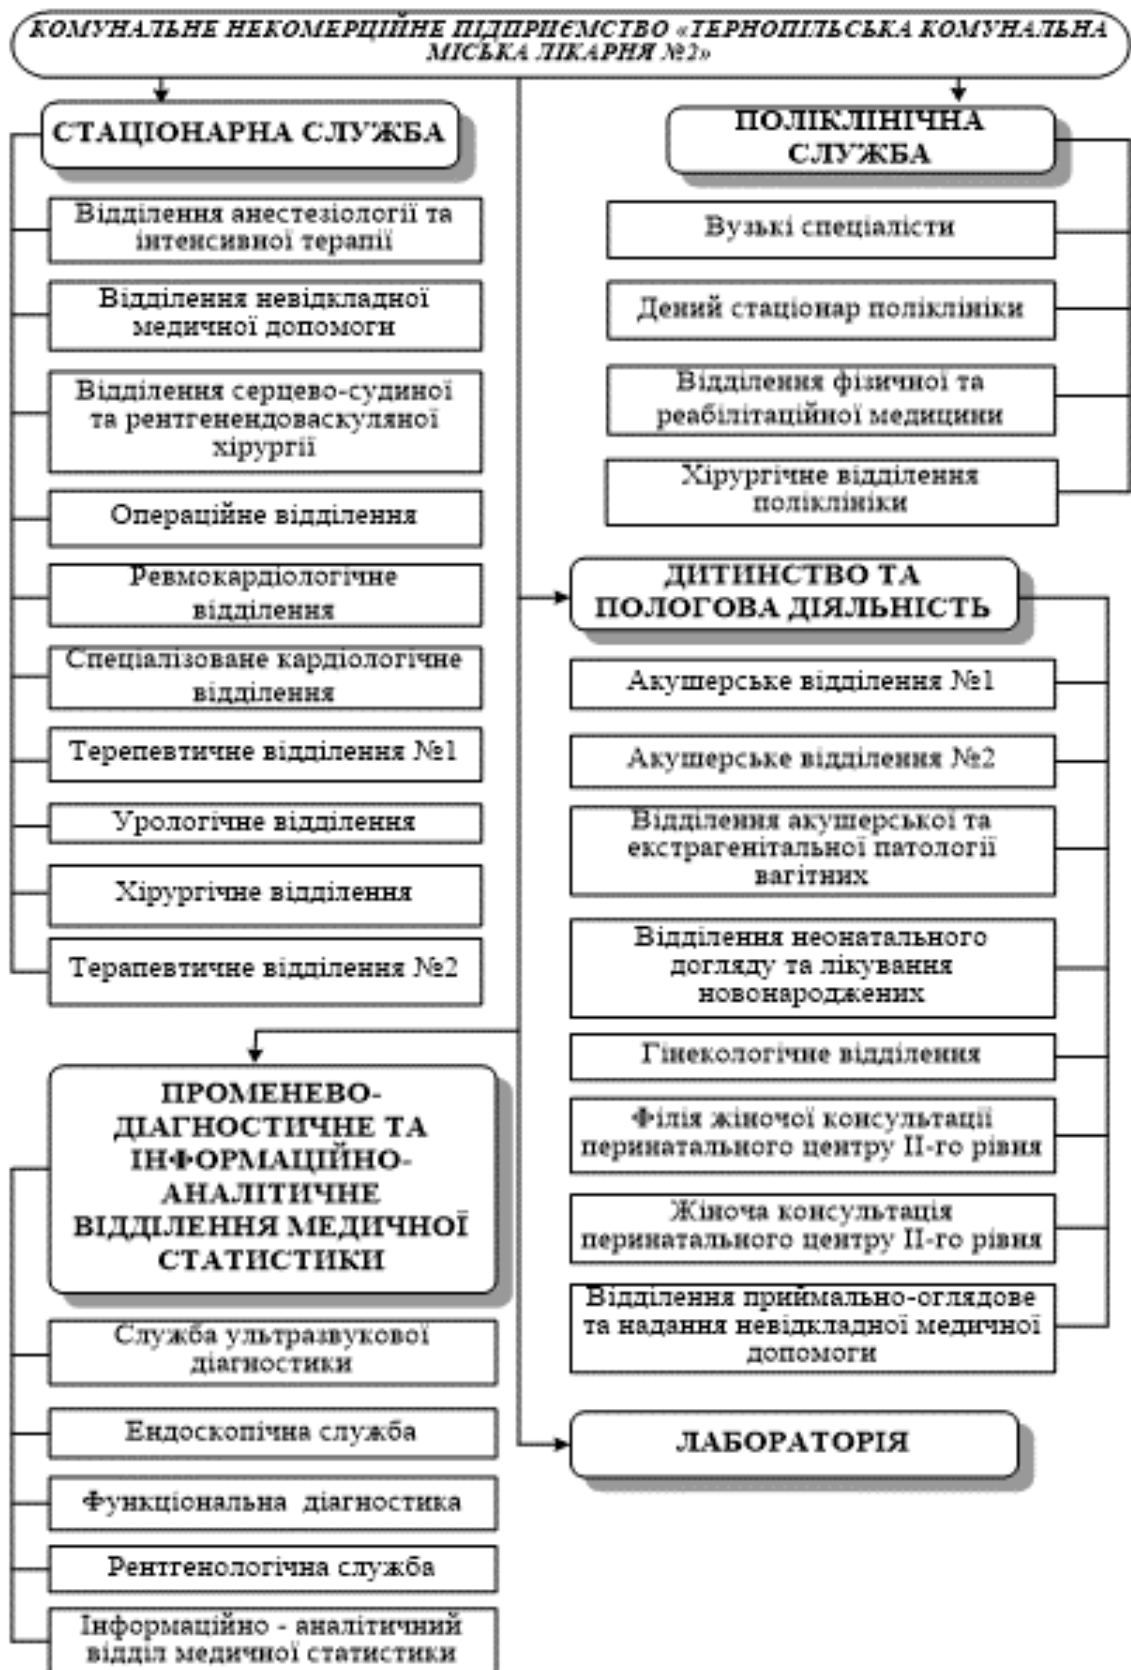 КОМУНАЛЬНЕ НЕКОМЕРЦІЙНЕ ПІДПРИЄМСТВО «ТЕРНОПІЛЬСЬКА КОМУНАЛЬНА
МІСЬКА ЛІКАРНЯ №2»
СТАЦІОНАРНА СЛУЖБА
Відділення анестезіології та
інтенсивної терапії
Відділення невідкладної
медичної допомоги
Відділення серцево-судиної
та рентгенендоваскуляної
хірургії
Операційне відділення
Ревмокардіологічне
відділення
Спеціалізоване кардіологічне
відділення
Терепевтичне відділення №1
Урологічне відділення
Хірургічне відділення
Терапевтичне відділення №2
ПОЛІКЛІНІЧНА
СЛУЖБА
Вузькі спеціалісти
Дений стаціонар поліклініки
Відділення фізичної та
реабілітаційної медицини
Хірургічне відділення
поліклініки
ДИТИНСТВО ТА
ПОЛОГОВА ДІЯЛЬНІСТЬ
Акушерське відділення №1
Акушерське відділення №2
Відділення акушерської та
екстрагенітальної патології
вагітних
Відділення неонатального
догляду та лікування
новонароджених
Гінекологічне відділення
Філія жіночої консультації
перинатального центру ІІ-го рівня
Жіноча консультація
перинатального центру ІІ-го рівня
Відділення приймально-оглядове
та надання невідкладної медичної
допомоги
ПРОМЕНЕВО-
ДІАГНОСТИЧНЕ ТА
ІНФОРМАЦІЙНО-
АНАЛІТИЧНЕ
ВІДДІЛЕННЯ МЕДИЧНОЇ
СТАТИСТИКИ
Служба ультразвукової
діагностики
Ендоскопічна служба
Функціональна діагностика
Рентгенологічна служба
Інформаційно - аналітичний
відділ медичної статистики
ЛАБОРАТОРІЯ